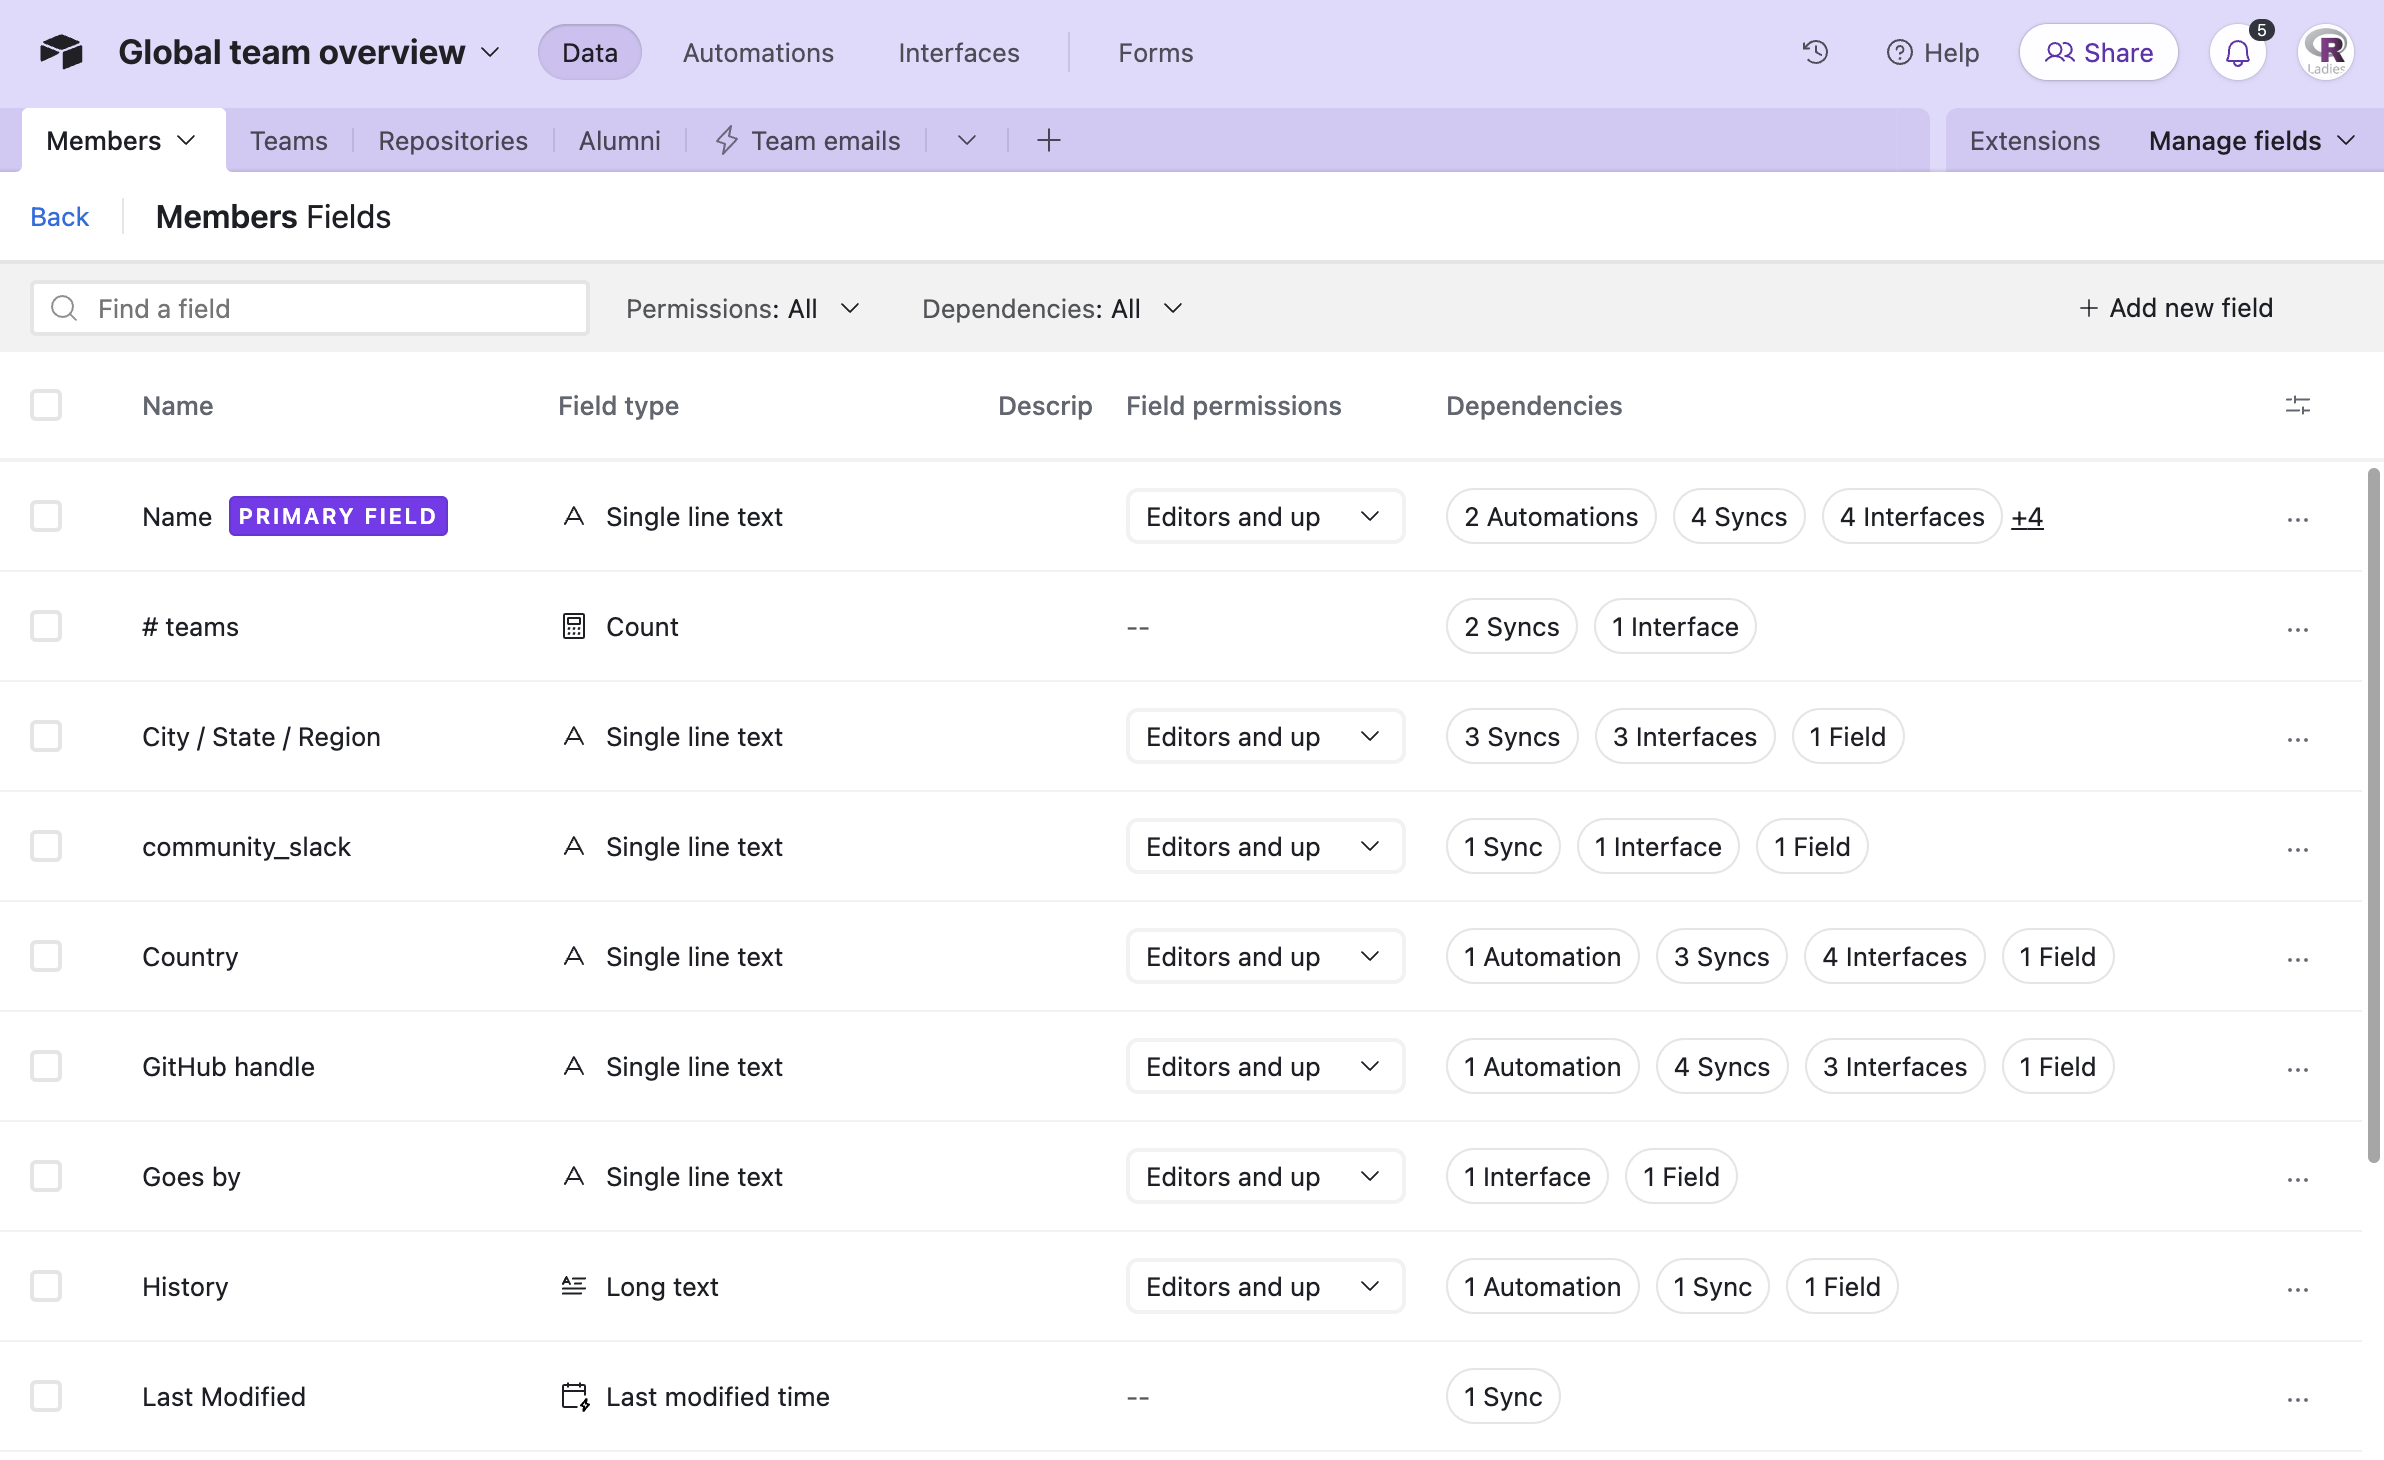 Global team overview Data Automations Interfaces Forms Help Share 5 R Ladies
Members Teams Repositories Alumni Team emails Extensions Manage fields
Back Members Fields
Find a field Permissions: All Dependencies: All + Add new field
Name Field type Descrip Field permissions Dependencies
Name PRIMARY FIELD Single line text Editors and up 2 Automations 4 Syncs 4 Interfaces +4 ...
# teams Count -- 2 Syncs 1 Interface ...
City / State / Region Single line text Editors and up 3 Syncs 3 Interfaces 1 Field ...
community_slack Single line text Editors and up 1 Sync 1 Interface 1 Field ...
Country Single line text Editors and up 1 Automation 3 Syncs 4 Interfaces 1 Field ...
GitHub handle Single line text Editors and up 1 Automation 4 Syncs 3 Interfaces 1 Field ...
Goes by Single line text Editors and up 1 Interface 1 Field ...
History Long text Editors and up 1 Automation 1 Sync 1 Field ...
Last Modified Last modified time -- 1 Sync ...